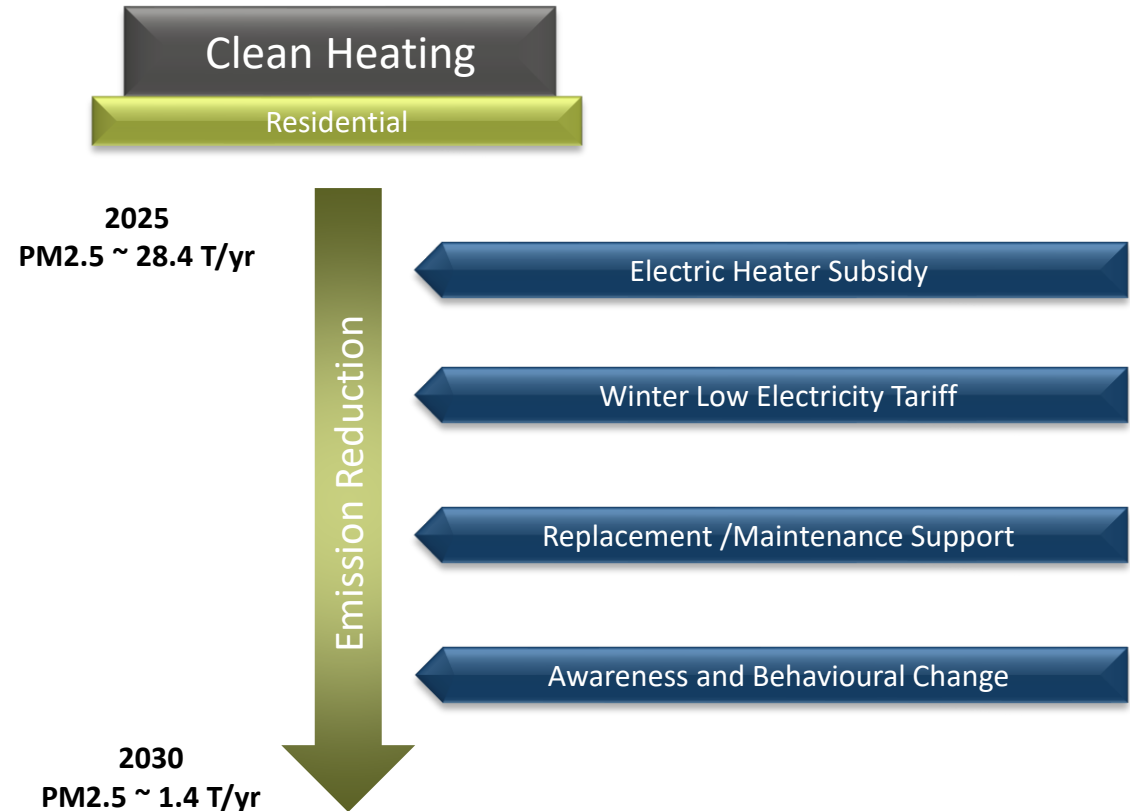 Clean Heating
Residential
2025
PM2.5 ~ 28.4 T/yr
Electric Heater Subsidy
Winter Low Electricity Tariff
Emission Reduction
Replacement /Maintenance Support
Awareness and Behavioural Change
2030
PM2.5 ~ 1.4 T/yr